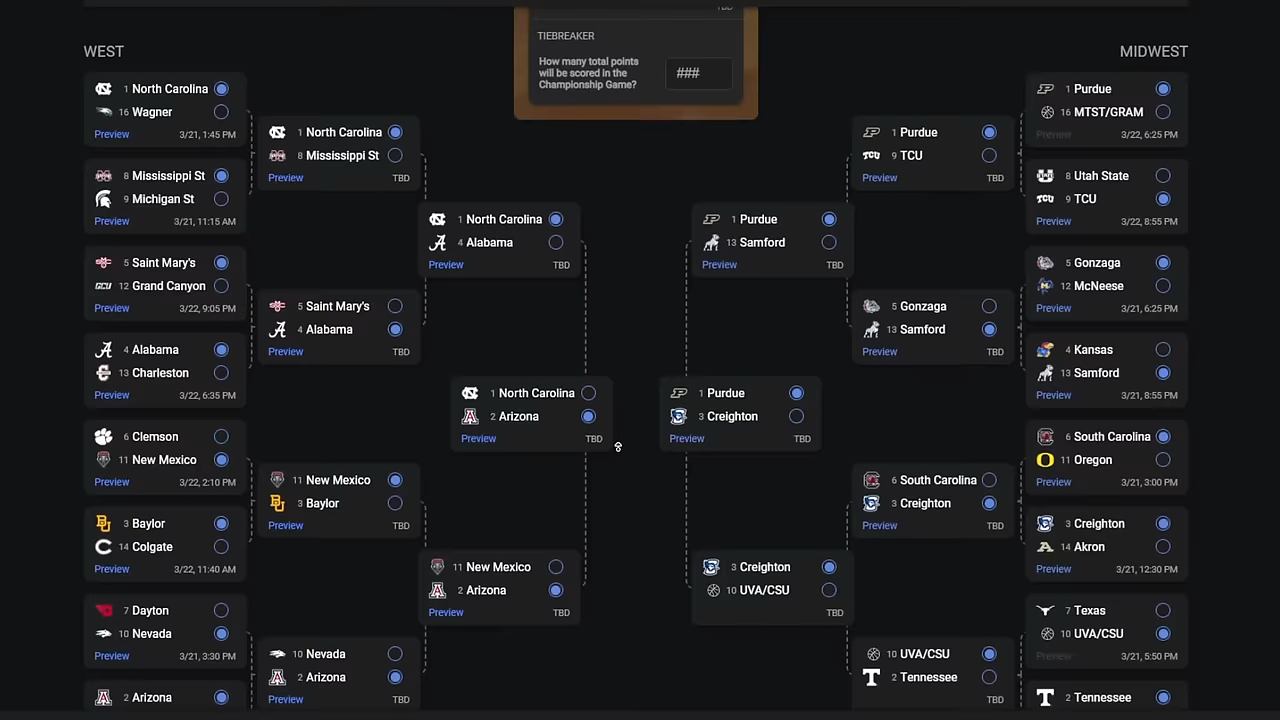 TBD
TIEBREAKER
How many total points
will be scored in the
Championship Game?
###
WEST
1 North Carolina
16 Wagner
Preview 3/21, 1:45 PM
8 Mississippi St
9 Michigan St
Preview 3/21, 11:15 AM
5 Saint Mary's
12 Grand Canyon
Preview 3/22, 9:05 PM
4 Alabama
13 Charleston
Preview 3/22, 6:35 PM
6 Clemson
11 New Mexico
Preview 3/22, 2:10 PM
3 Baylor
14 Colgate
Preview 3/22, 11:40 AM
7 Dayton
10 Nevada
Preview 3/21, 3:30 PM
2 Arizona
1 North Carolina
8 Mississippi St
Preview TBD
5 Saint Mary's
4 Alabama
Preview TBD
11 New Mexico
3 Baylor
Preview TBD
10 Nevada
2 Arizona
Preview TBD
1 North Carolina
4 Alabama
Preview TBD
11 New Mexico
2 Arizona
Preview TBD
1 North Carolina
2 Arizona
Preview TBD
1 Purdue
3 Creighton
Preview TBD
1 Purdue
13 Samford
Preview TBD
3 Creighton
10 UVA/CSU
TBD
1 Purdue
9 TCU
Preview TBD
5 Gonzaga
13 Samford
Preview TBD
6 South Carolina
3 Creighton
Preview TBD
10 UVA/CSU
2 Tennessee
TBD
MIDWEST
1 Purdue
16 MTST/GRAM
Preview 3/22, 6:25 PM
8 Utah State
9 TCU
Preview 3/22, 8:55 PM
5 Gonzaga
12 McNeese
Preview 3/21, 6:25 PM
4 Kansas
13 Samford
Preview 3/21, 8:55 PM
6 South Carolina
11 Oregon
Preview 3/21, 3:00 PM
3 Creighton
14 Akron
Preview 3/21, 12:30 PM
7 Texas
10 UVA/CSU
Preview 3/21, 5:50 PM
2 Tennessee